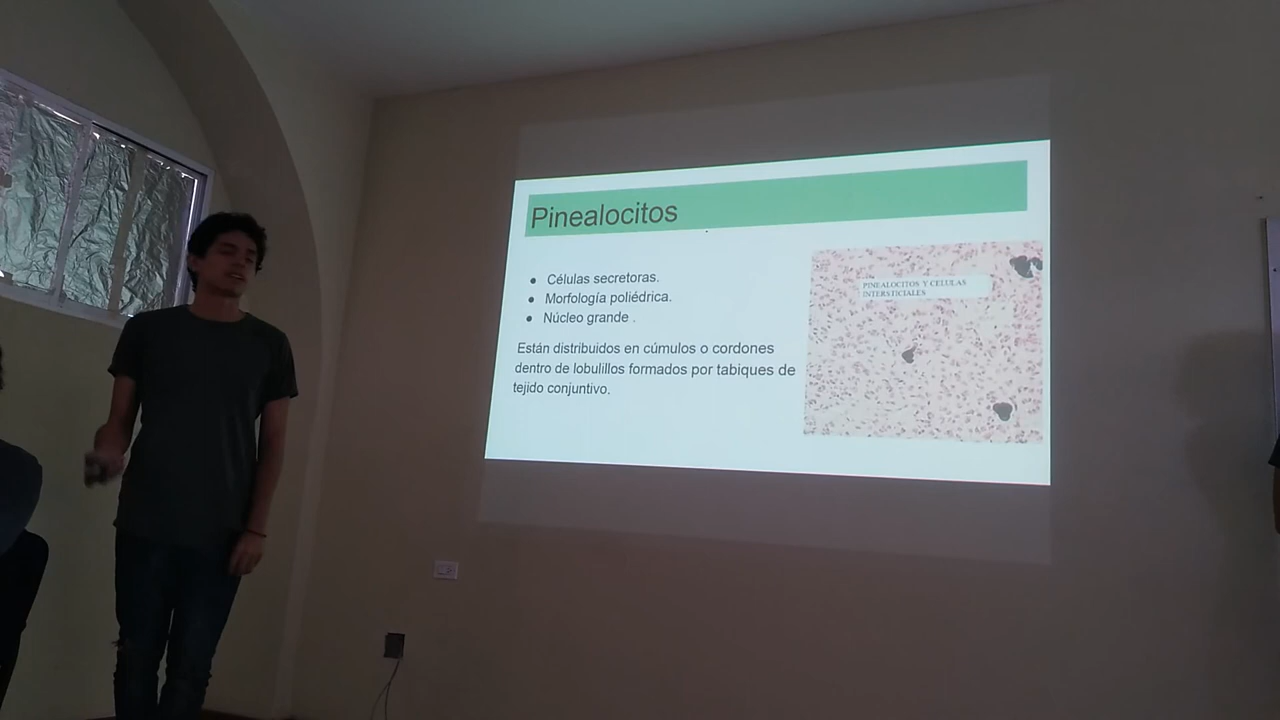 Pinealocitos
● Células secretoras.
● Morfología poliédrica.
● Núcleo grande .
Están distribuidos en cúmulos o cordones
dentro de lobulillos formados por tabiques de
tejido conjuntivo.
PINEALOCITOS Y CELULAS
INTERSTICIALES